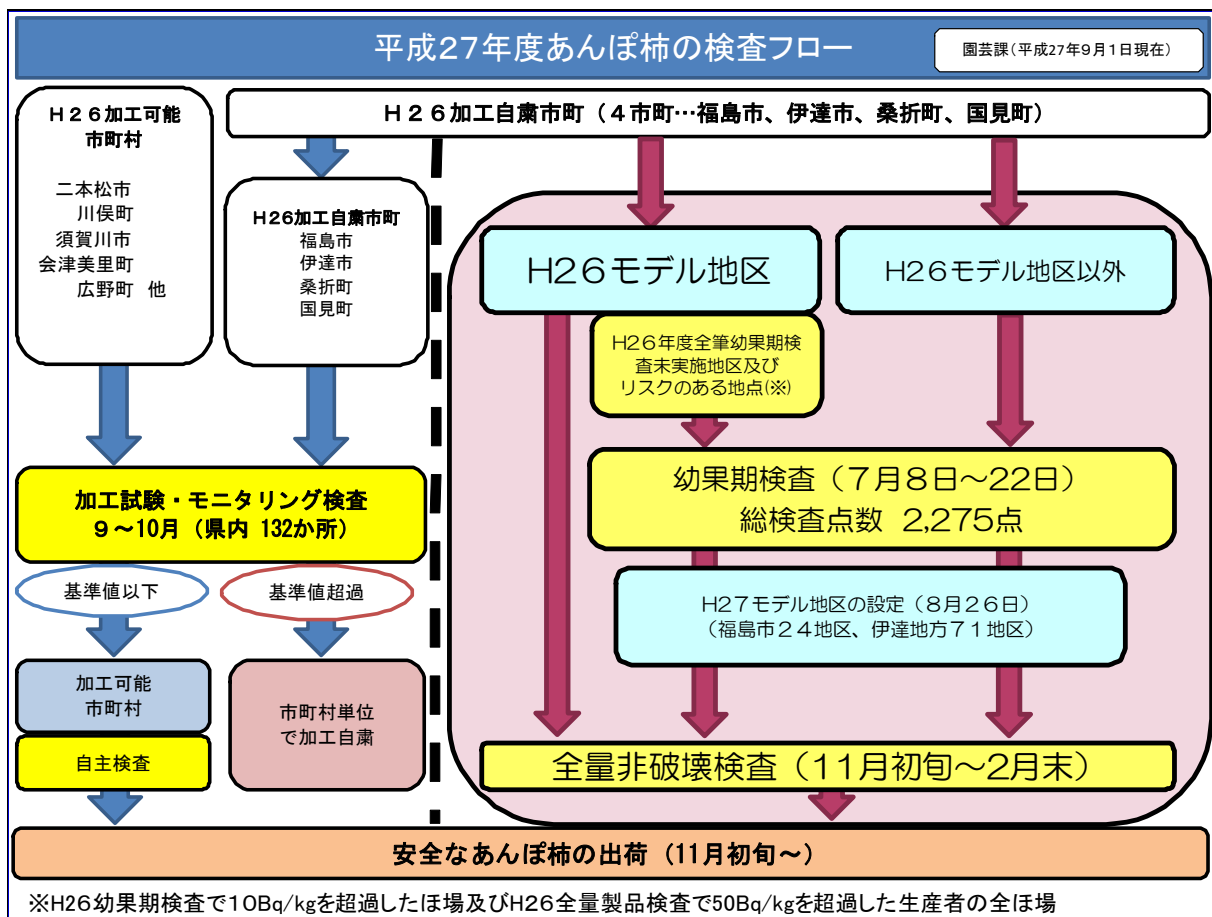 平成27年度あんぽ柿の検査フロー
園芸課(平成27年9月1日現在)
H26加工可能
市町村
二本松市
川俣町
須賀川市
会津美里町
広野町 他
H26加工自粛市町(4市町…福島市、伊達市、桑折町、国見町)
H26加工自粛市町
福島市
伊達市
桑折町
国見町
H26モデル地区
H26モデル地区以外
H26年度全筆幼果期検
査未実施地区及び
リスクのある地点(※)
加工試験・モニタリング検査
9~10月(県内 132か所)
幼果期検査(7月8日~22日)
総検査点数 2,275点
基準値以下
基準値超過
H27モデル地区の設定(8月26日)
(福島市24地区、伊達地方71地区)
加工可能
市町村
自主検査
市町村単位
で加工自粛
全量非破壊検査(11月初旬~2月末)
安全なあんぽ柿の出荷(11月初旬~)
※H26幼果期検査で10Bq/kgを超過したほ場及びH26全量製品検査で50Bq/kgを超過した生産者の全ほ場